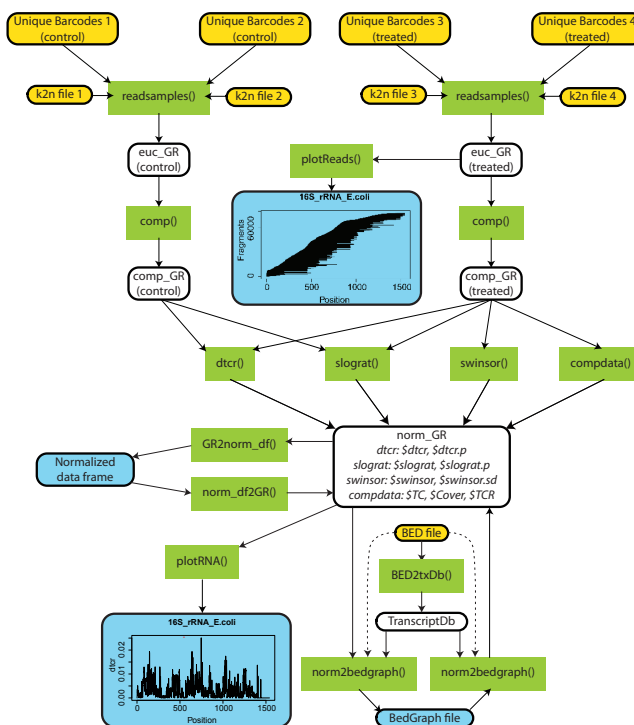 Unique Barcodes 1
(control)
Unique Barcodes 2
(control)
Unique Barcodes 3
(treated)
Unique Barcodes 4
(treated)
k2n file 1
readsamples()
k2n file 2
k2n file 3
readsamples()
k2n file 4
euc_GR
(control)
plotReads()
euc_GR
(treated)
16S_rRNA_E.coli
Fragments
0
60000
0
500
1000
1500
Position
comp()
comp()
comp_GR
(control)
comp_GR
(treated)
dtcr()
slograt()
swinsor()
compdata()
norm_GR
dtcr: $dtcr, $dtcr.p
slograt: $slograt, $slograt.p
swinsor: $swinsor, $swinsor.sd
compdata: $TC, $Cover, $TCR
GR2norm_df()
Normalized
data frame
norm_df2GR()
plotRNA()
BED file
BED2txDb()
TranscriptDb
16S_rRNA_E.coli
dtcr
0.00
0.01
0.02
0
500
1000
1500
Position
norm2bedgraph()
norm2bedgraph()
BedGraph file